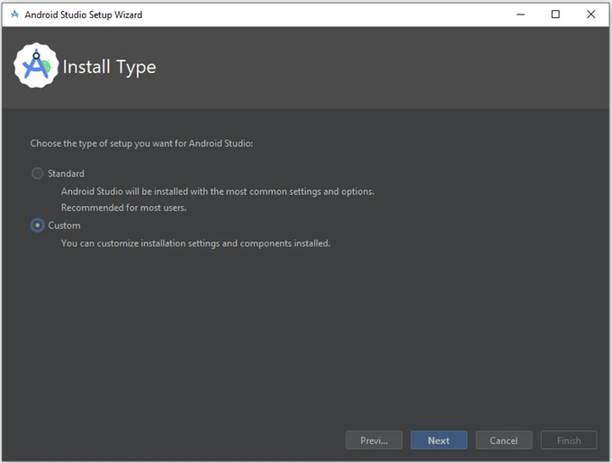 Android Studio Setup Wizard
Install Type
Choose the type of setup you want for Android Studio:
Standard
Android Studio will be installed with the most common settings and options.
Recommended for most users.
Custom
You can customize installation settings and components installed.
Previ... Next Cancel Finish